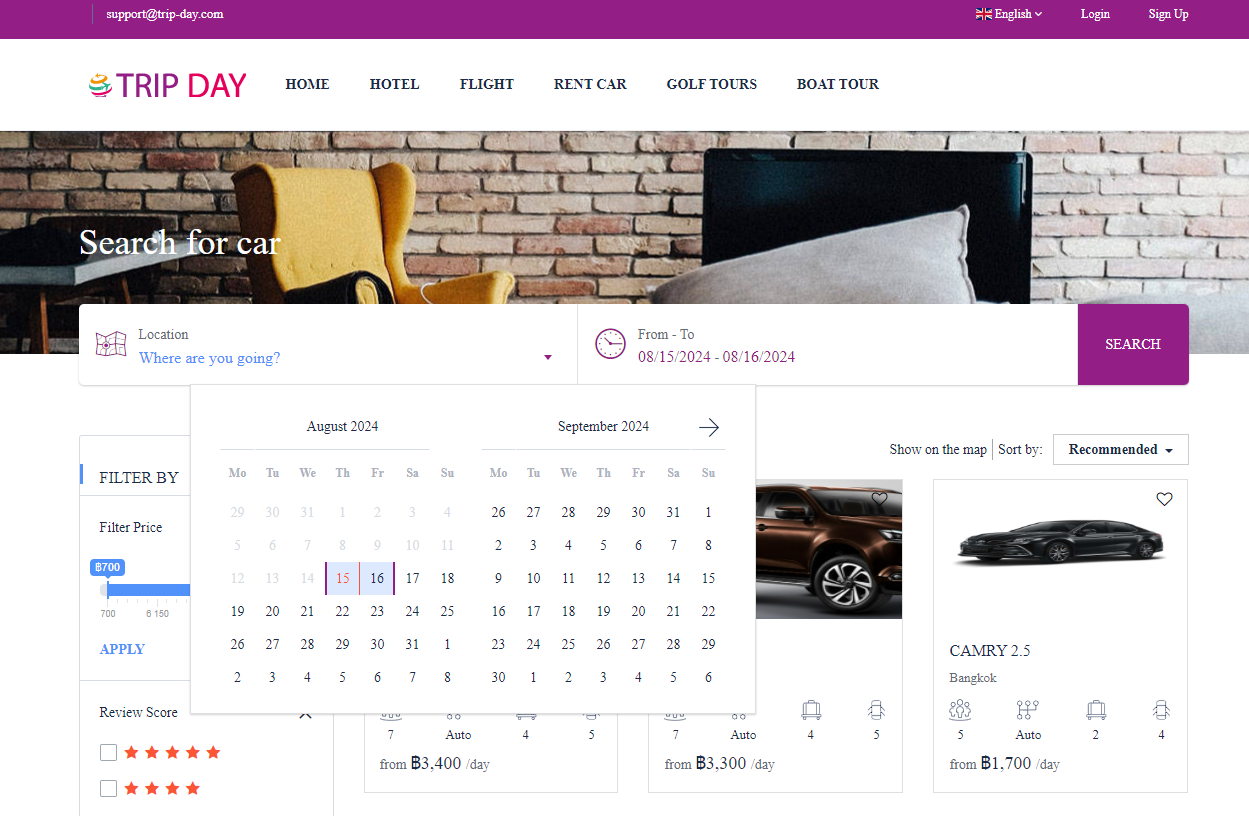 support@trip-day.com
English Login Sign Up
TRIP DAY HOME HOTEL FLIGHT RENT CAR GOLF TOURS BOAT TOUR
Search for car
Location
Where are you going?
From - To
08/15/2024 - 08/16/2024
SEARCH
August 2024
Mo Tu We Th Fr Sa Su
29 30 31 1 2 3 4
5 6 7 8 9 10 11
12 13 14 15 16 17 18
19 20 21 22 23 24 25
26 27 28 29 30 31 1
2 3 4 5 6 7 8
September 2024
Mo Tu We Th Fr Sa Su
26 27 28 29 30 31 1
2 3 4 5 6 7 8
9 10 11 12 13 14 15
16 17 18 19 20 21 22
23 24 25 26 27 28 29
30 1 2 3 4 5 6
Show on the map Sort by: Recommended
FILTER BY
Filter Price
฿700
700 6 150
APPLY
Review Score
7 Auto 4 5
from ฿3,400 /day
7 Auto 4 5
from ฿3,300 /day
CAMRY 2.5
Bangkok
5 Auto 2 4
from ฿1,700 /day